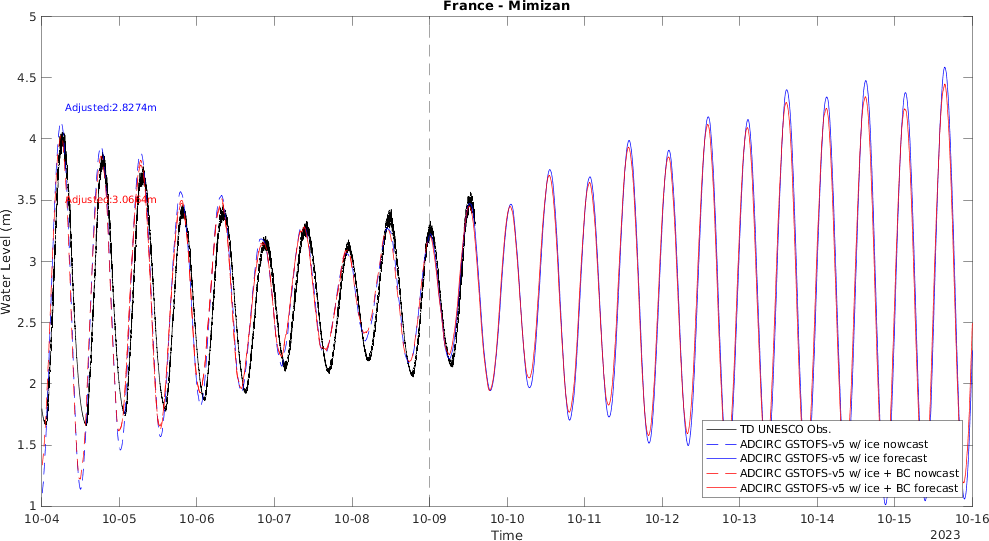 France - Mimizan
Water Level (m)
5
4.5
4
3.5
3
2.5
2
1.5
1
Adjusted:2.8274m
TD UNESCO Obs.
ADCIRC GSTOFS-v5 w/ ice nowcast
ADCIRC GSTOFS-v5 w/ ice forecast
ADCIRC GSTOFS-v5 w/ ice + BC nowcast
ADCIRC GSTOFS-v5 w/ ice + BC forecast
10-04 10-05 10-06 10-07 10-08 10-09 10-10 10-11 10-12 10-13 10-14 10-15 10-16
Time
2023